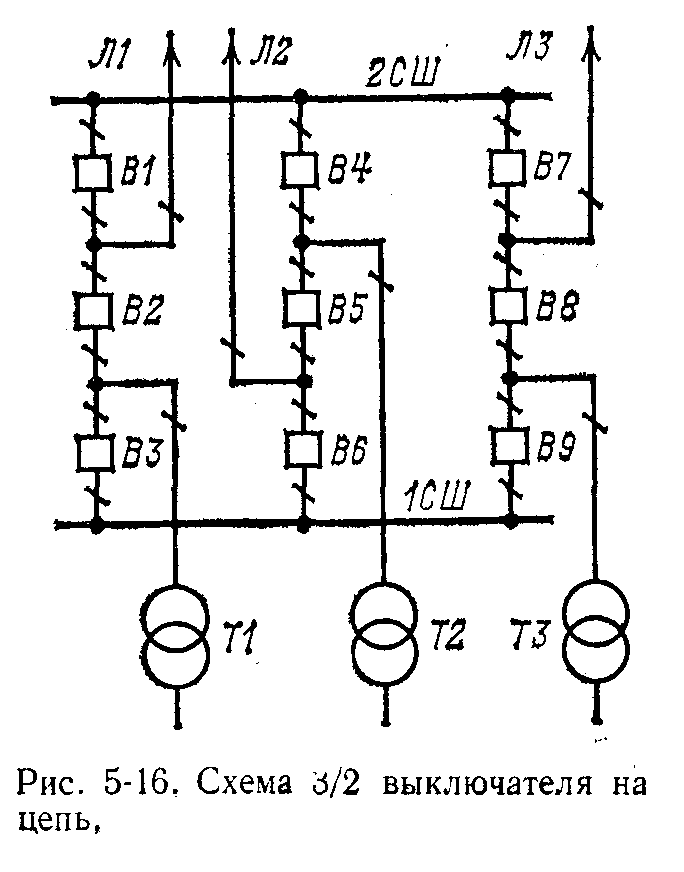 Л1
Л2
Л3
2СШ
В1
В4
В7
В2
В5
В8
В3
В6
В9
1СШ
Т1
Т2
Т3
Рис. 5-16. Схема 3/2 выключателя на
цепь.